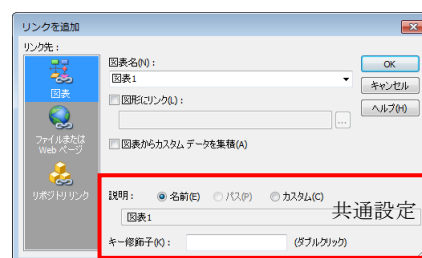 リンクを追加
リンク先：
図表
ファイルまたは
Web ページ
リポジトリ リンク
図表名(N)：
図表1
図形にリンク(L)：
...
図表からカスタム データを集積(A)
OK
キャンセル
ヘルプ(H)
説明： 名前(E) パス(P) カスタム(C)
図表1
共通設定
キー修飾子(K)： (ダブルクリック)